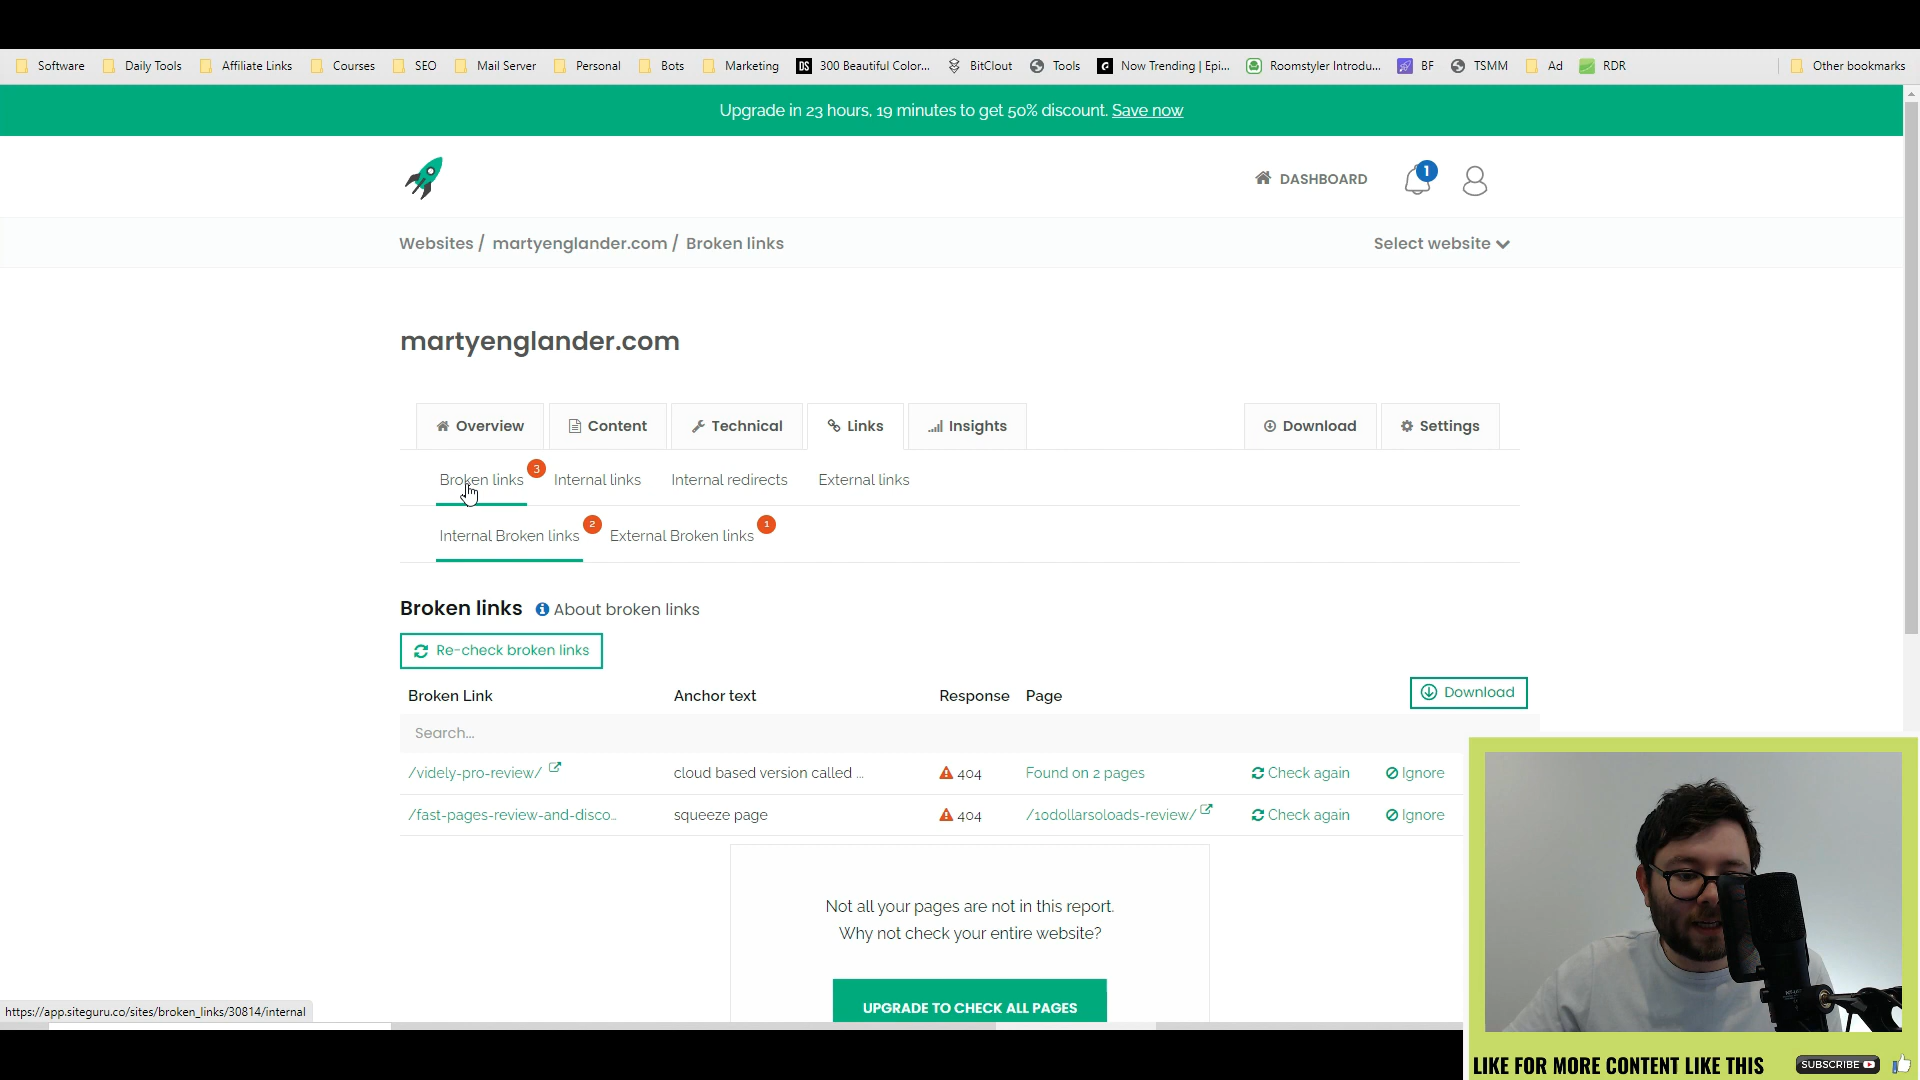 Software Daily Tools Affiliate Links Courses SEO Mail Server Personal Bots Marketing DS 300 Beautiful Color... BitClout Tools G Now Trending | Epi... Roomstyler Introdu... BF TSMM Ad RDR Other bookmarks
Upgrade in 23 hours, 19 minutes to get 50% discount. Save now
DASHBOARD 1
Websites / martyenglander.com / Broken links Select website
martyenglander.com
Overview Content Technical Links Insights Download Settings
Broken links 3 Internal links Internal redirects External links
Internal Broken links 2 External Broken links 1
Broken links About broken links
Re-check broken links
Broken Link Anchor text Response Page Download
Search...
/videly-pro-review/ cloud based version called ... 404 Found on 2 pages Check again Ignore
/fast-pages-review-and-disco... squeeze page 404 /10dollarsoloads-review/ Check again Ignore
Not all your pages are not in this report.
Why not check your entire website?
UPGRADE TO CHECK ALL PAGES
https://app.siteguru.co/sites/broken_links/30814/internal
LIKE FOR MORE CONTENT LIKE THIS SUBSCRIBE